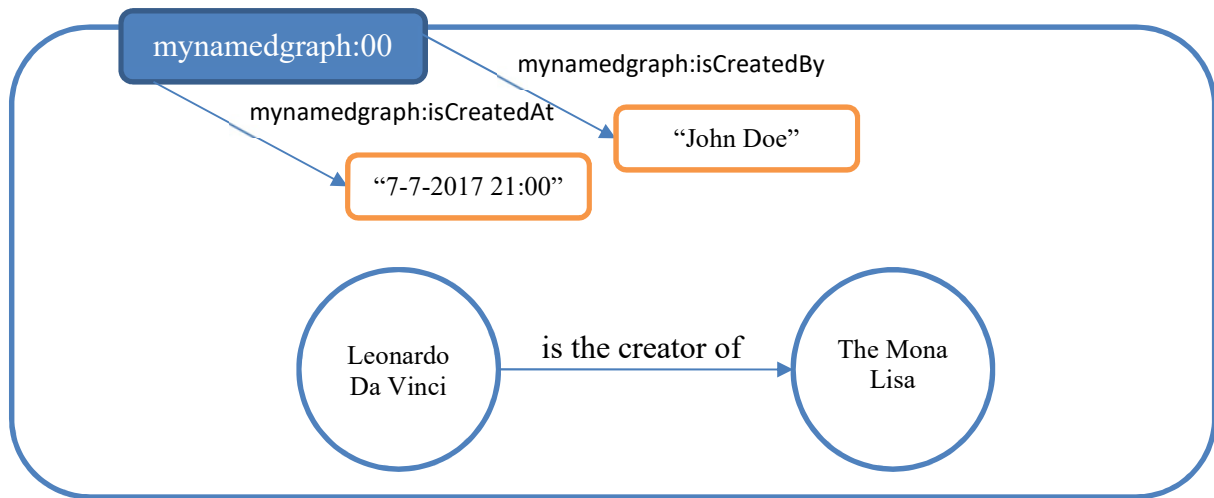 mynamedgraph:00
mynamedgraph:isCreatedBy
mynamedgraph:isCreatedAt
“John Doe”
“7-7-2017 21:00”
Leonardo
Da Vinci
is the creator of
The Mona
Lisa